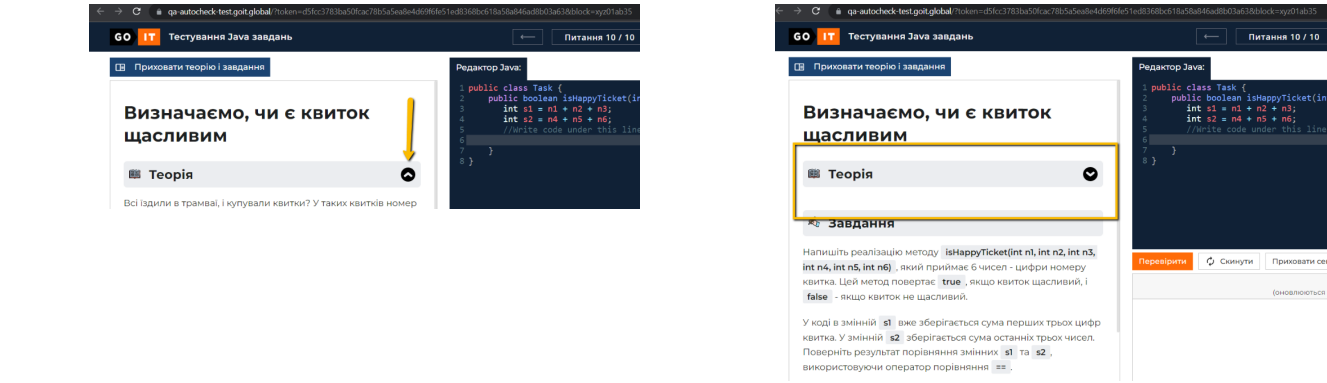 qa-autocheck-test.goit.global/?token=d5fcc3783ba50fcac78b5a5ea8e4d69f6fe51ed8368bc618a58a846ad8b03a63&block=xyz01ab35
GO IT Тестування Java завдань
Питання 10 / 10
Приховати теорію і завдання
Визначаємо, чи є квиток
щасливим
Теорія
Всі їздили в трамваї, і купували квитки? У таких квитків номер
Редактор Java:
1 public class Task {
2 public boolean isHappyTicket(in
3 int s1 = n1 + n2 + n3;
4 int s2 = n4 + n5 + n6;
5 //Write code under this line
6
7 }
8 }
qa-autocheck-test.goit.global/?token=d5fcc3783ba50fcac78b5a5ea8e4d69f6fe51ed8368bc618a58a846ad8b03a63&block=xyz01ab35
GO IT Тестування Java завдань
Питання 10 / 10
Приховати теорію і завдання
Визначаємо, чи є квиток
щасливим
Теорія
Завдання
Напишіть реалізацію методу isHappyTicket(int n1, int n2, int n3,
int n4, int n5, int n6) , який приймає 6 чисел - цифри номеру
квитка. Цей метод повертає true , якщо квиток щасливий, і
false - якщо квиток не щасливий.
У коді в змінній s1 вже зберігається сума перших трьох цифр
квитка. У змінній s2 зберігається сума останніх трьох чисел.
Поверніть результат порівняння змінних s1 та s2 ,
використовуючи оператор порівняння == .
Редактор Java:
1 public class Task {
2 public boolean isHappyTicket(in
3 int s1 = n1 + n2 + n3;
4 int s2 = n4 + n5 + n6;
5 //Write code under this line
6
7 }
8 }
Перевірити
Скинути
Приховати се
(оновлюються